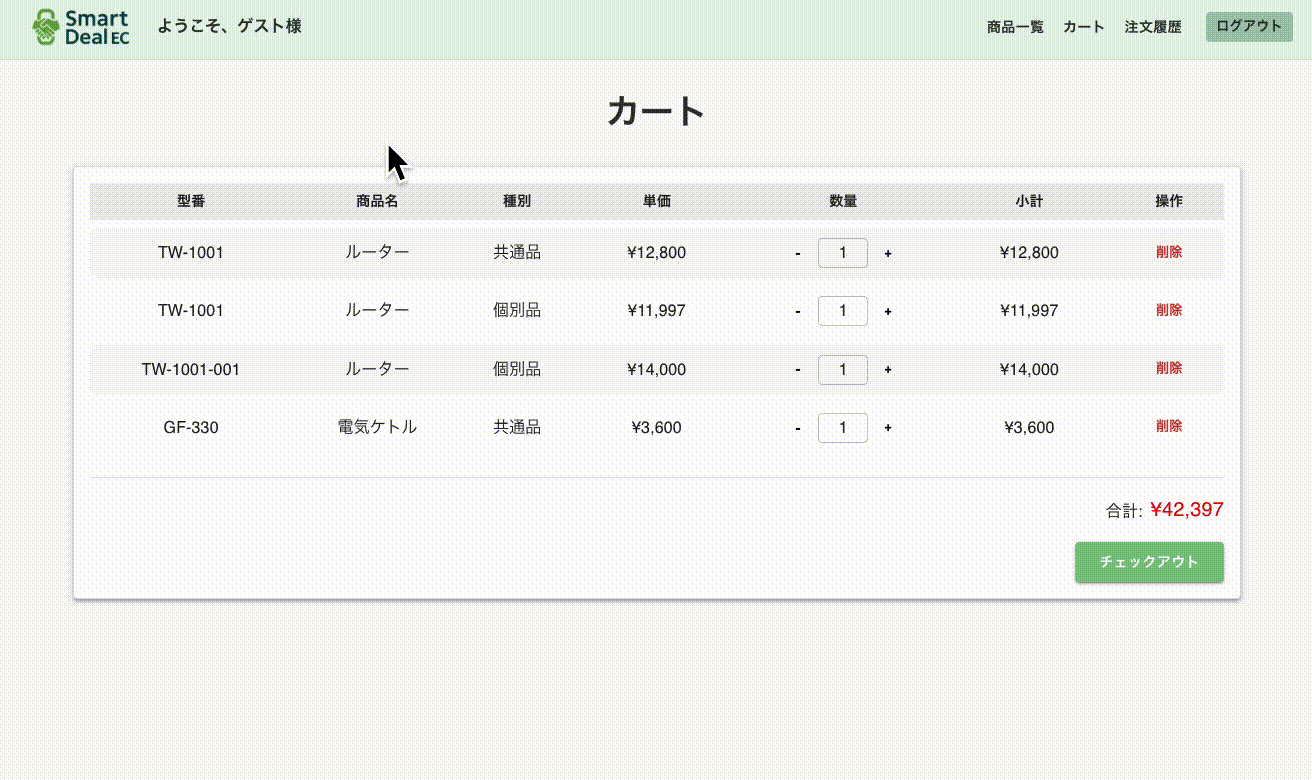 Smart Deal EC ようこそ、ゲスト様 商品一覧 カート 注文履歴 ログアウト
カート
型番 商品名 種別 単価 数量 小計 操作
TW-1001 ルーター 共通品 ¥12,800 - 1 + ¥12,800 削除
TW-1001 ルーター 個別品 ¥11,997 - 1 + ¥11,997 削除
TW-1001-001 ルーター 個別品 ¥14,000 - 1 + ¥14,000 削除
GF-330 電気ケトル 共通品 ¥3,600 - 1 + ¥3,600 削除
合計: ¥42,397
チェックアウト